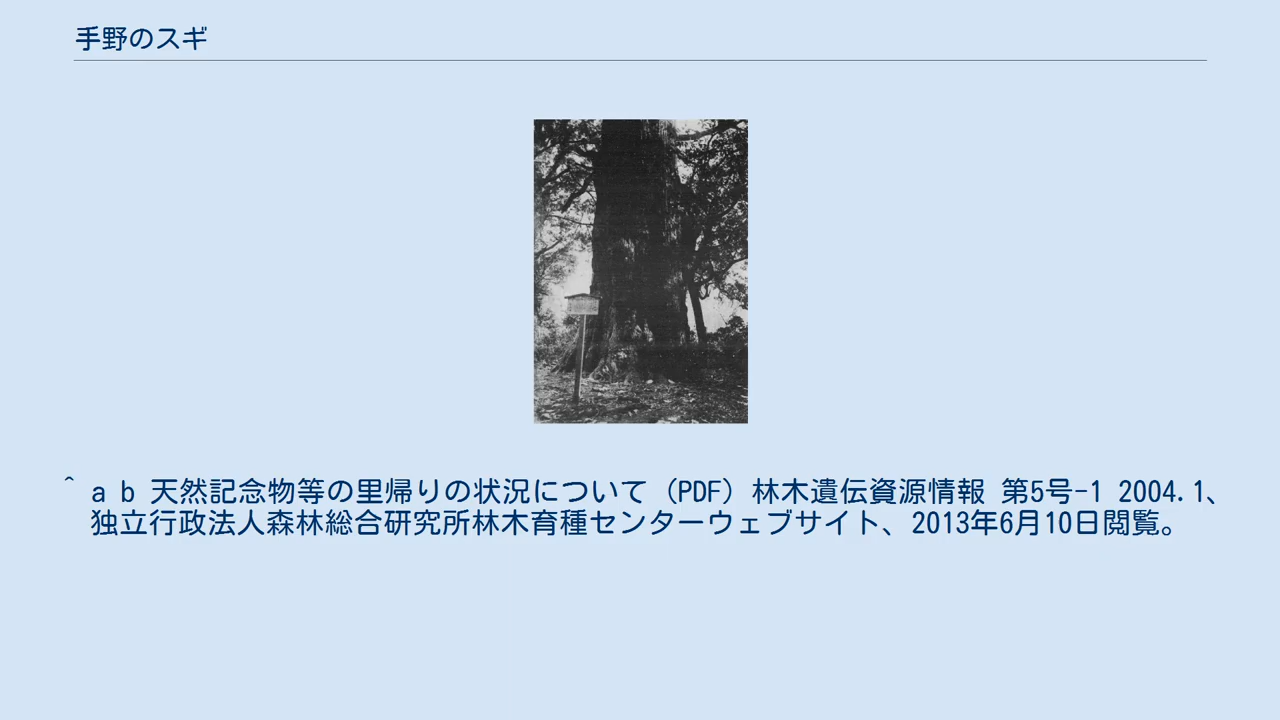 手野のスギ
^ a b 天然記念物等の里帰りの状況について（PDF）林木遺伝資源情報 第5号-1 2004.1、
独立行政法人森林総合研究所林木育種センターウェブサイト、2013年6月10日閲覧。